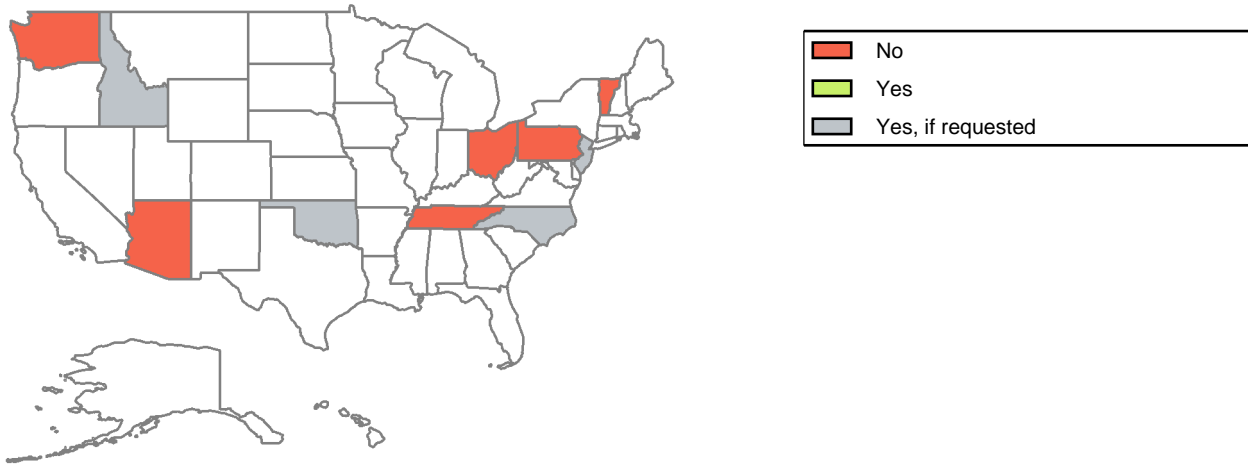 No
Yes
Yes, if requested